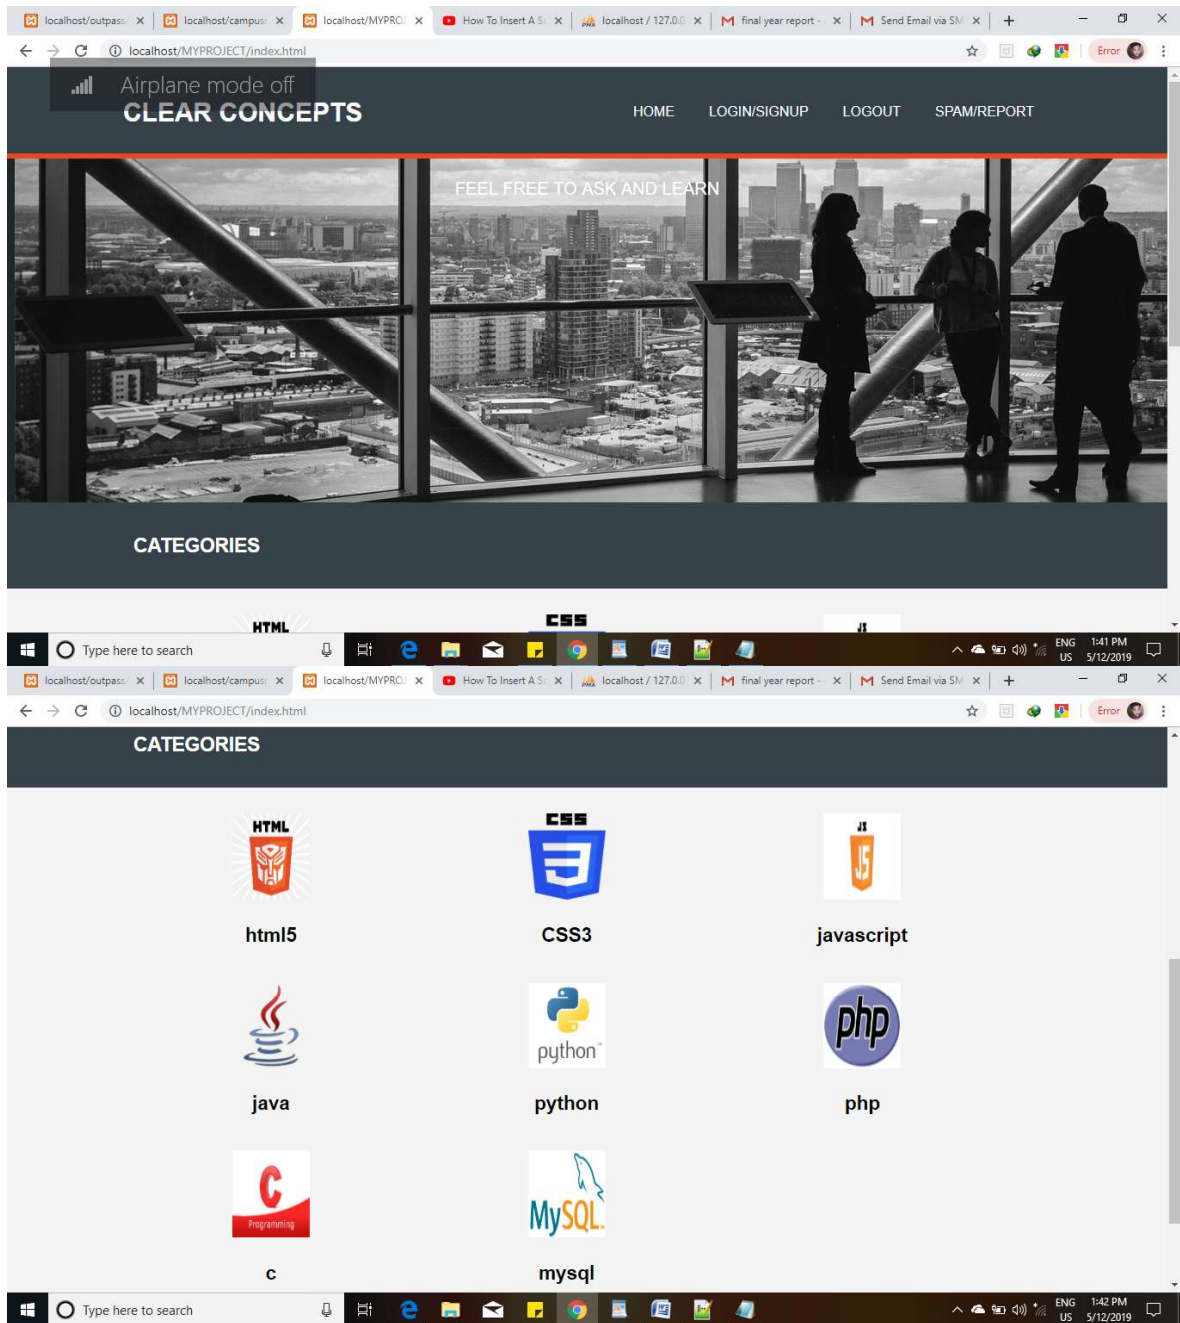 localhost/outpass localhost/campus localhost/MYPROJ How To Insert A S localhost / 127.0.0 final year report - Send Email via SM
localhost/MYPROJECT/index.html Error
Airplane mode off
CLEAR CONCEPTS HOME LOGIN/SIGNUP LOGOUT SPAM/REPORT
FEEL FREE TO ASK AND LEARN
CATEGORIES
HTML CSS JS
Type here to search ENG 1:41 PM
US 5/12/2019
localhost/outpass localhost/campus localhost/MYPROJ How To Insert A S localhost / 127.0.0 final year report - Send Email via SM
localhost/MYPROJECT/index.html Error
CATEGORIES
HTML CSS JS
html5 CSS3 javascript
python php
java python php
C
Programming MySQL
c mysql
Type here to search ENG 1:42 PM
US 5/12/2019